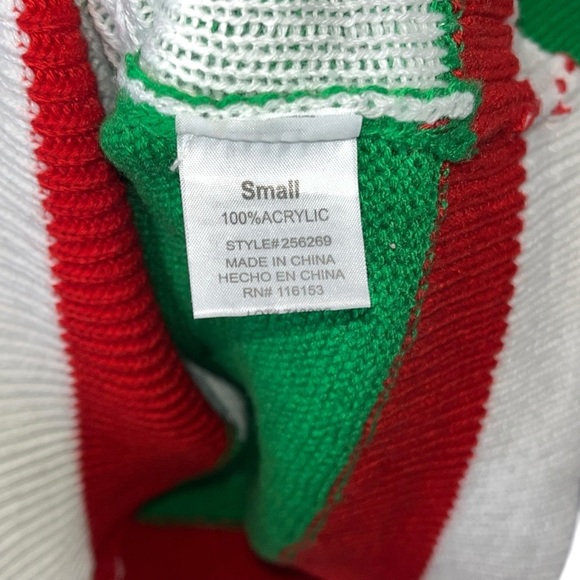 Small
100%ACRYLIC
STYLE#256269
MADE IN CHINA
HECHO EN CHINA
RN# 116153